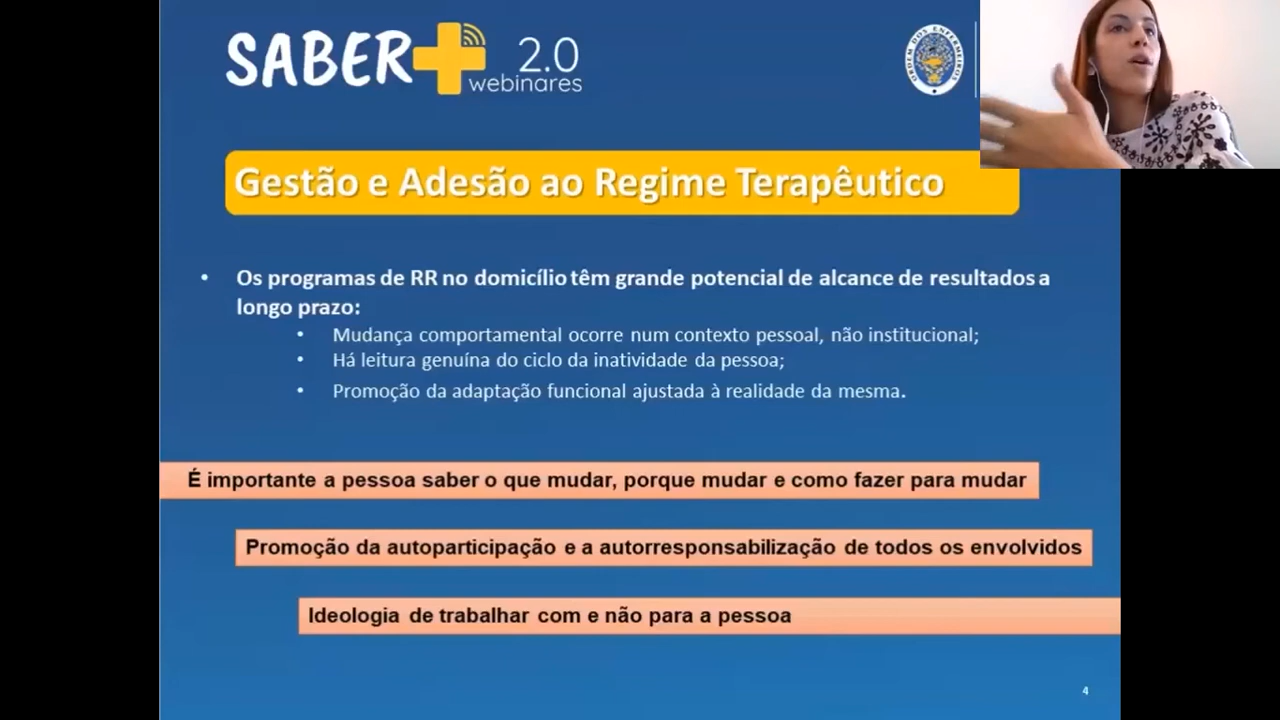 SABER
2.0
webinares
ORDEM DOS ENFERMEIROS
Gestão e Adesão ao Regime Terapêutico
• Os programas de RR no domicílio têm grande potencial de alcance de resultados a
longo prazo:
• Mudança comportamental ocorre num contexto pessoal, não institucional;
• Há leitura genuína do ciclo da inatividade da pessoa;
• Promoção da adaptação funcional ajustada à realidade da mesma.
É importante a pessoa saber o que mudar, porque mudar e como fazer para mudar
Promoção da autoparticipação e a autorresponsabilização de todos os envolvidos
Ideologia de trabalhar com e não para a pessoa
4